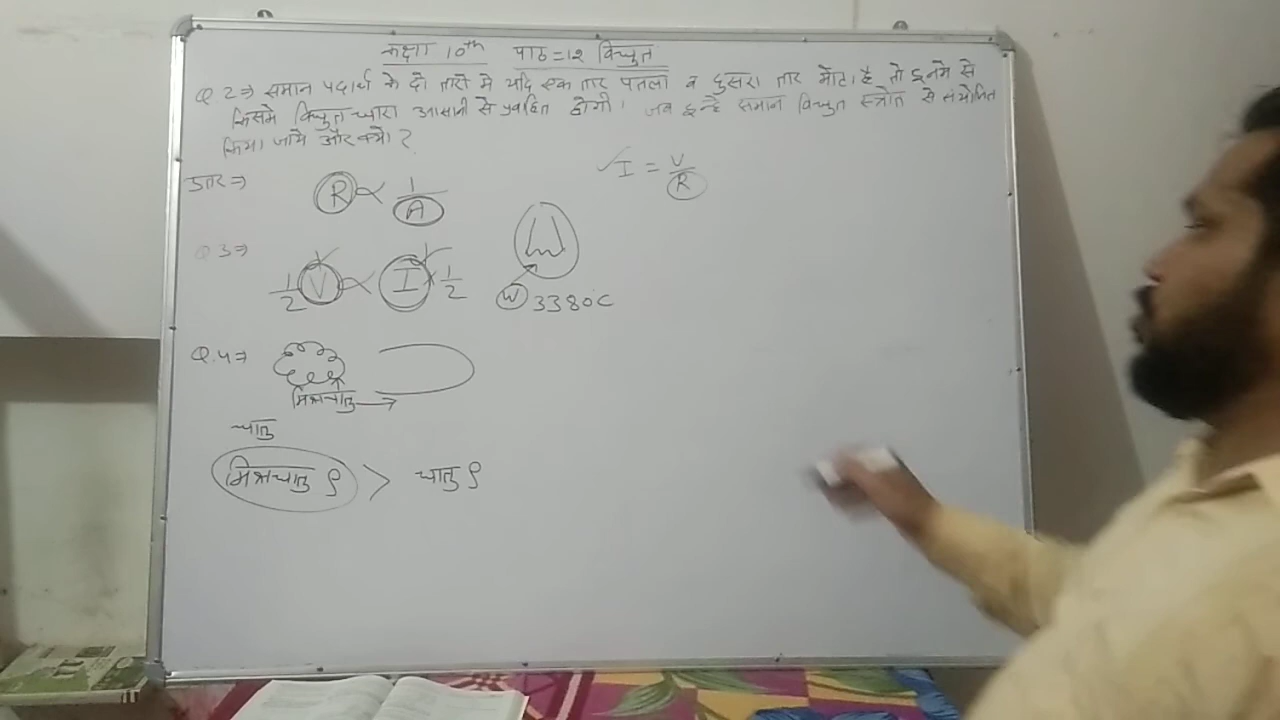 कक्षा 10th पाठ=12 विद्युत
Q.2⇒ समान पदार्थ के दो तारो मे यदि एक तार पतला व दुसरा तार मोटा है तो इनमे से
किसमे विद्युत धारा आसानी से प्रवाहित होगी। जब इन्हे समान विद्युत स्त्रोत से संयोजित
किया जाये और क्यो?
उत्तर⇒ R ∝ 1/A
✓I = V/R
Q 3⇒
1/2 V ∝ I 1/2
W 3380c
Q.4⇒
मिश्रधातु →
धातु
मिश्रधातु ρ > धातु ρ